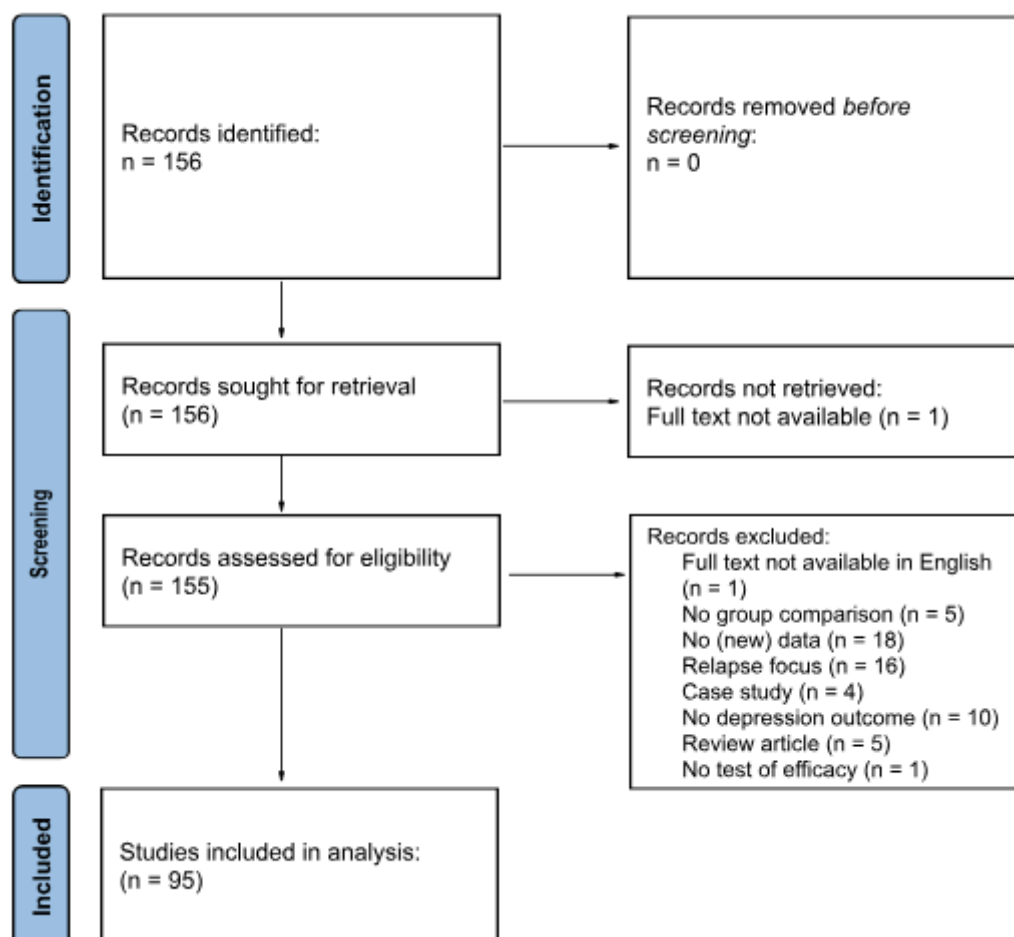 Identification
Records identified:
n = 156
Records removed before
screening:
n = 0
Screening
Records sought for retrieval
(n = 156)
Records not retrieved:
Full text not available (n = 1)
Records assessed for eligibility
(n = 155)
Records excluded:
Full text not available in English
(n = 1)
No group comparison (n = 5)
No (new) data (n = 18)
Relapse focus (n = 16)
Case study (n = 4)
No depression outcome (n = 10)
Review article (n = 5)
No test of efficacy (n = 1)
Included
Studies included in analysis:
(n = 95)